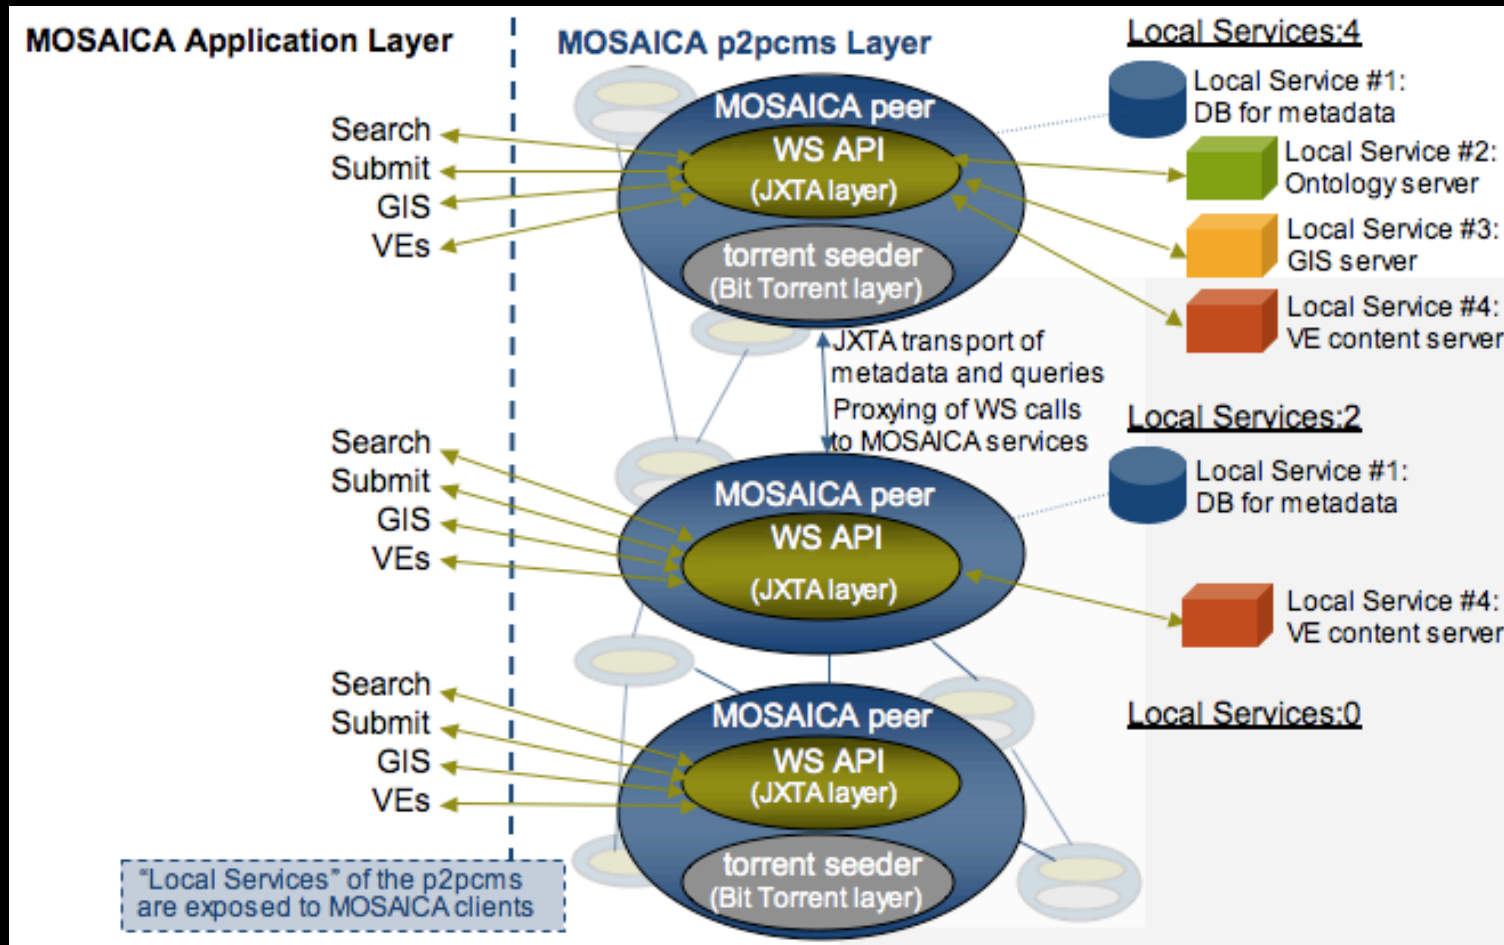 MOSAICA Application Layer
MOSAICA p2pcms Layer
Local Services:4
Search
Submit
GIS
VEs
MOSAICA peer
WS API
(JXTA layer)
torrent seeder
(Bit Torrent layer)
Local Service #1:
DB for metadata
Local Service #2:
Ontology server
Local Service #3:
GIS server
Local Service #4:
VE content server
JXTA transport of
metadata and queries
Proxying of WS calls
to MOSAICA services
Local Services:2
Search
Submit
GIS
VEs
MOSAICA peer
WS API
(JXTA layer)
Local Service #1:
DB for metadata
Local Service #4:
VE content server
Local Services:0
Search
Submit
GIS
VEs
MOSAICA peer
WS API
(JXTA layer)
torrent seeder
(Bit Torrent layer)
"Local Services" of the p2pcms
are exposed to MOSAICA clients